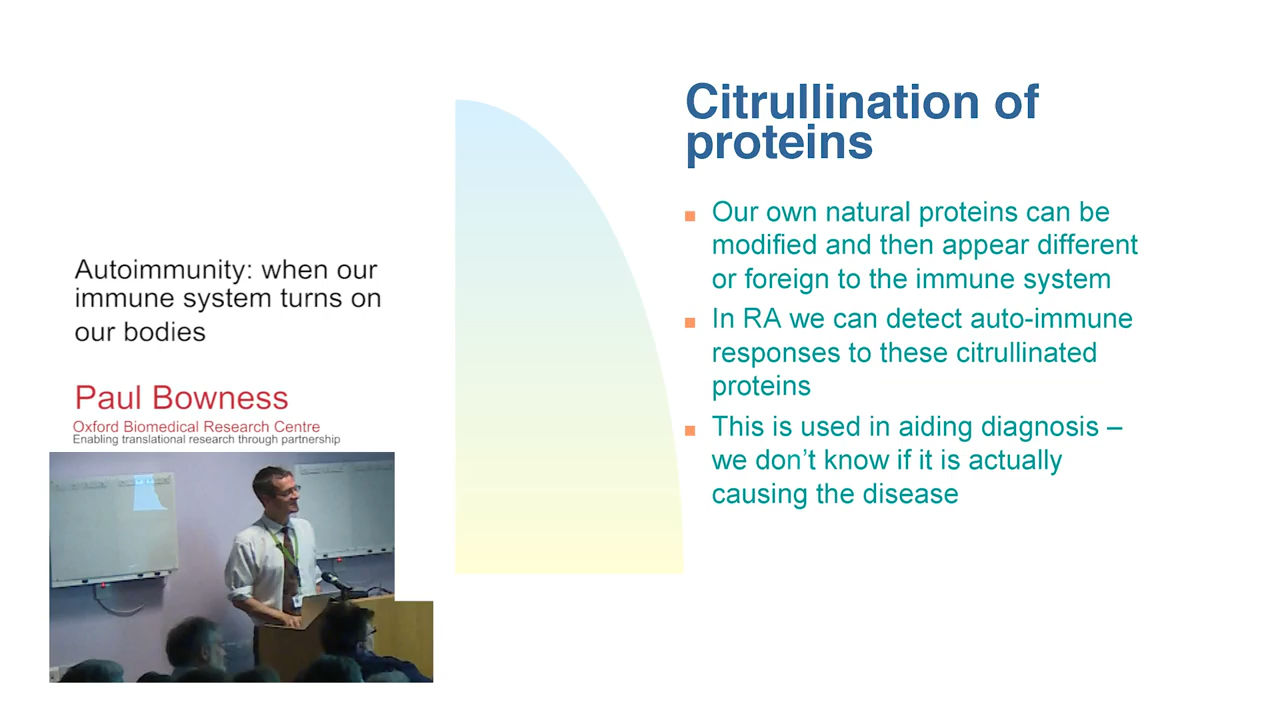 Autoimmunity: when our
immune system turns on
our bodies
Paul Bowness
Oxford Biomedical Research Centre
Enabling translational research through partnership
Citrullination of
proteins
Our own natural proteins can be
modified and then appear different
or foreign to the immune system
In RA we can detect auto-immune
responses to these citrullinated
proteins
This is used in aiding diagnosis –
we don’t know if it is actually
causing the disease